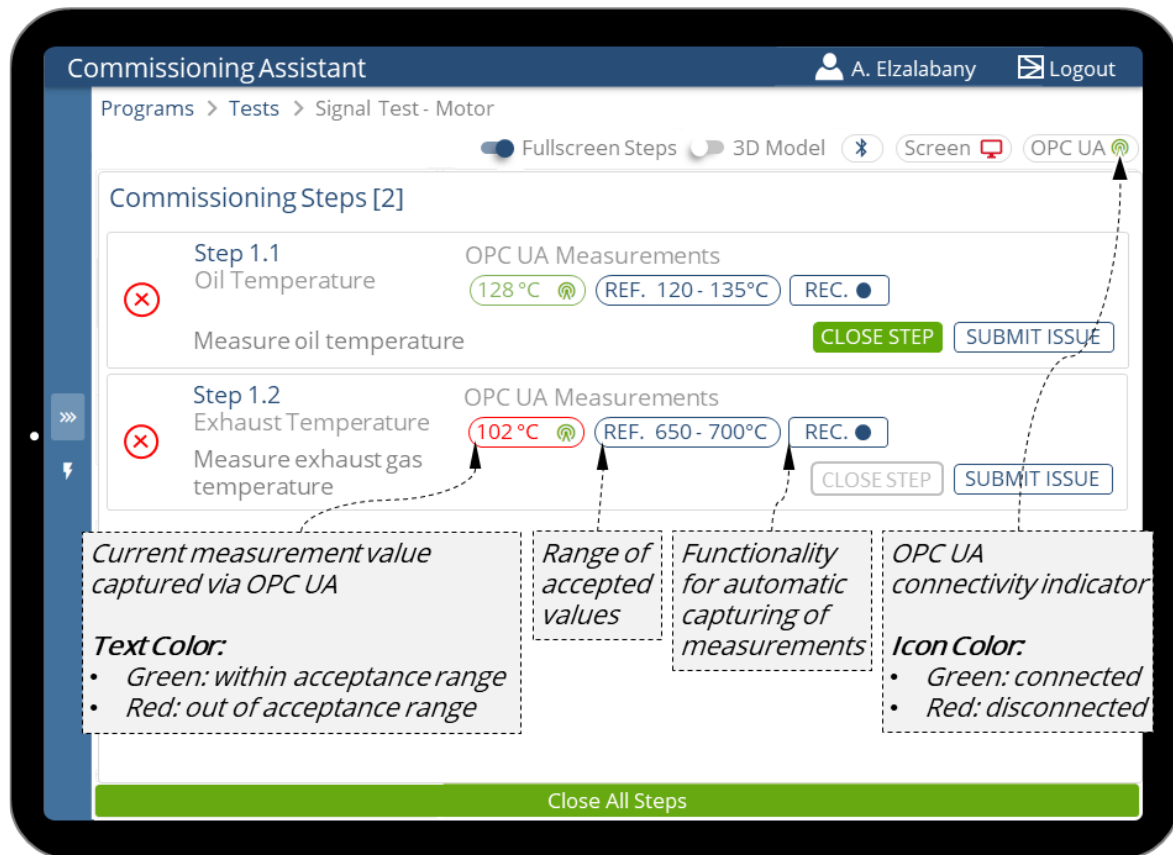 Commissioning Assistant
A. Elzalabany
Logout
Programs > Tests > Signal Test - Motor
Fullscreen Steps
3D Model
Screen
OPC UA
Commissioning Steps [2]
Step 1.1
Oil Temperature
OPC UA Measurements
128 °C
REF. 120 - 135°C
REC.
Measure oil temperature
CLOSE STEP
SUBMIT ISSUE
Step 1.2
Exhaust Temperature
OPC UA Measurements
102 °C
REF. 650 - 700°C
REC.
Measure exhaust gas
temperature
CLOSE STEP
SUBMIT ISSUE
Current measurement value
captured via OPC UA
Text Color:
• Green: within acceptance range
• Red: out of acceptance range
Range of
accepted
values
Functionality
for automatic
capturing of
measurements
OPC UA
connectivity indicator
Icon Color:
• Green: connected
• Red: disconnected
Close All Steps